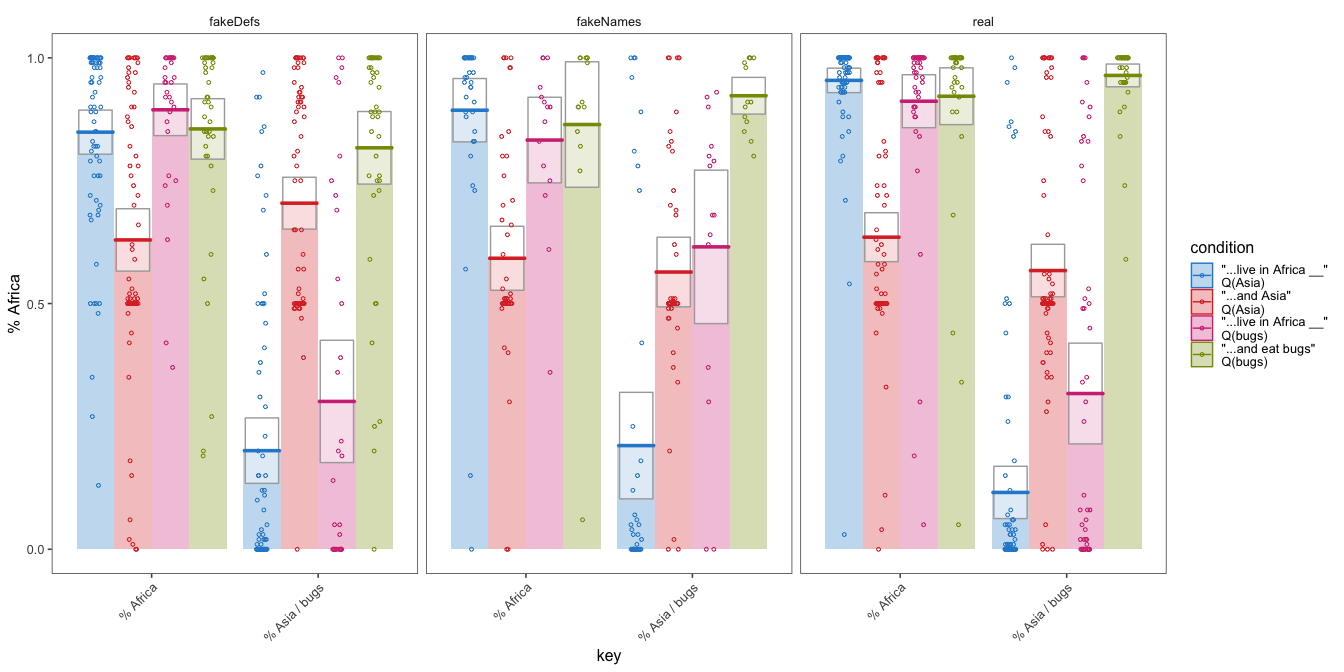 fakeDefs
fakeNames
real
% Africa
1.0
0.5
0.0
% Africa
% Asia / bugs
% Africa
% Asia / bugs
% Africa
% Asia / bugs
key
condition
"...live in Africa __"
Q(Asia)
"...and Asia"
Q(Asia)
"...live in Africa __"
Q(bugs)
"...and eat bugs"
Q(bugs)